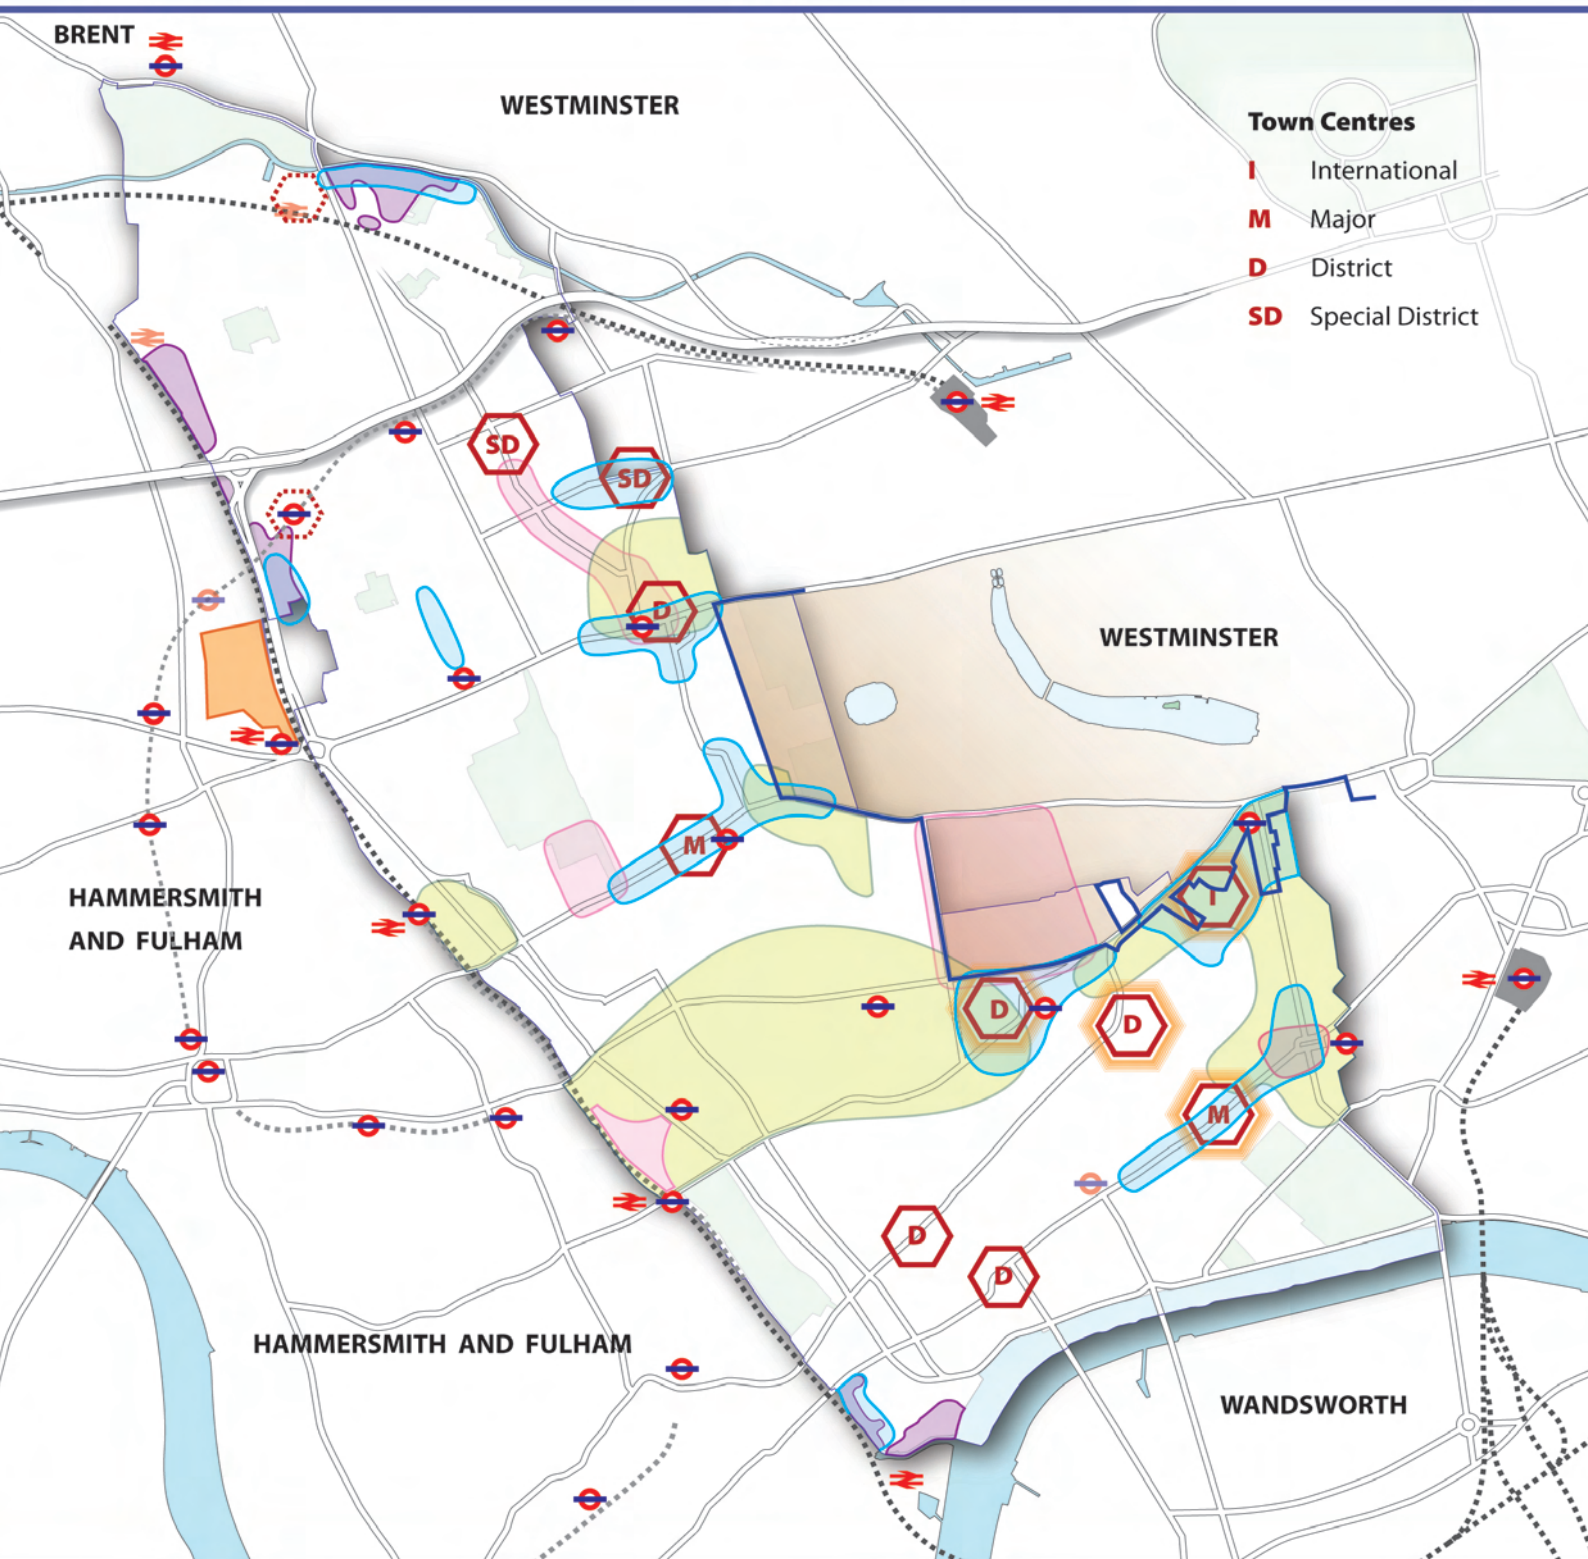 BRENT
WESTMINSTER
Town Centres
I International
M Major
D District
SD Special District
SD
SD
D
WESTMINSTER
M
I
HAMMERSMITH
AND FULHAM
D
D
M
D
D
HAMMERSMITH AND FULHAM
WANDSWORTH